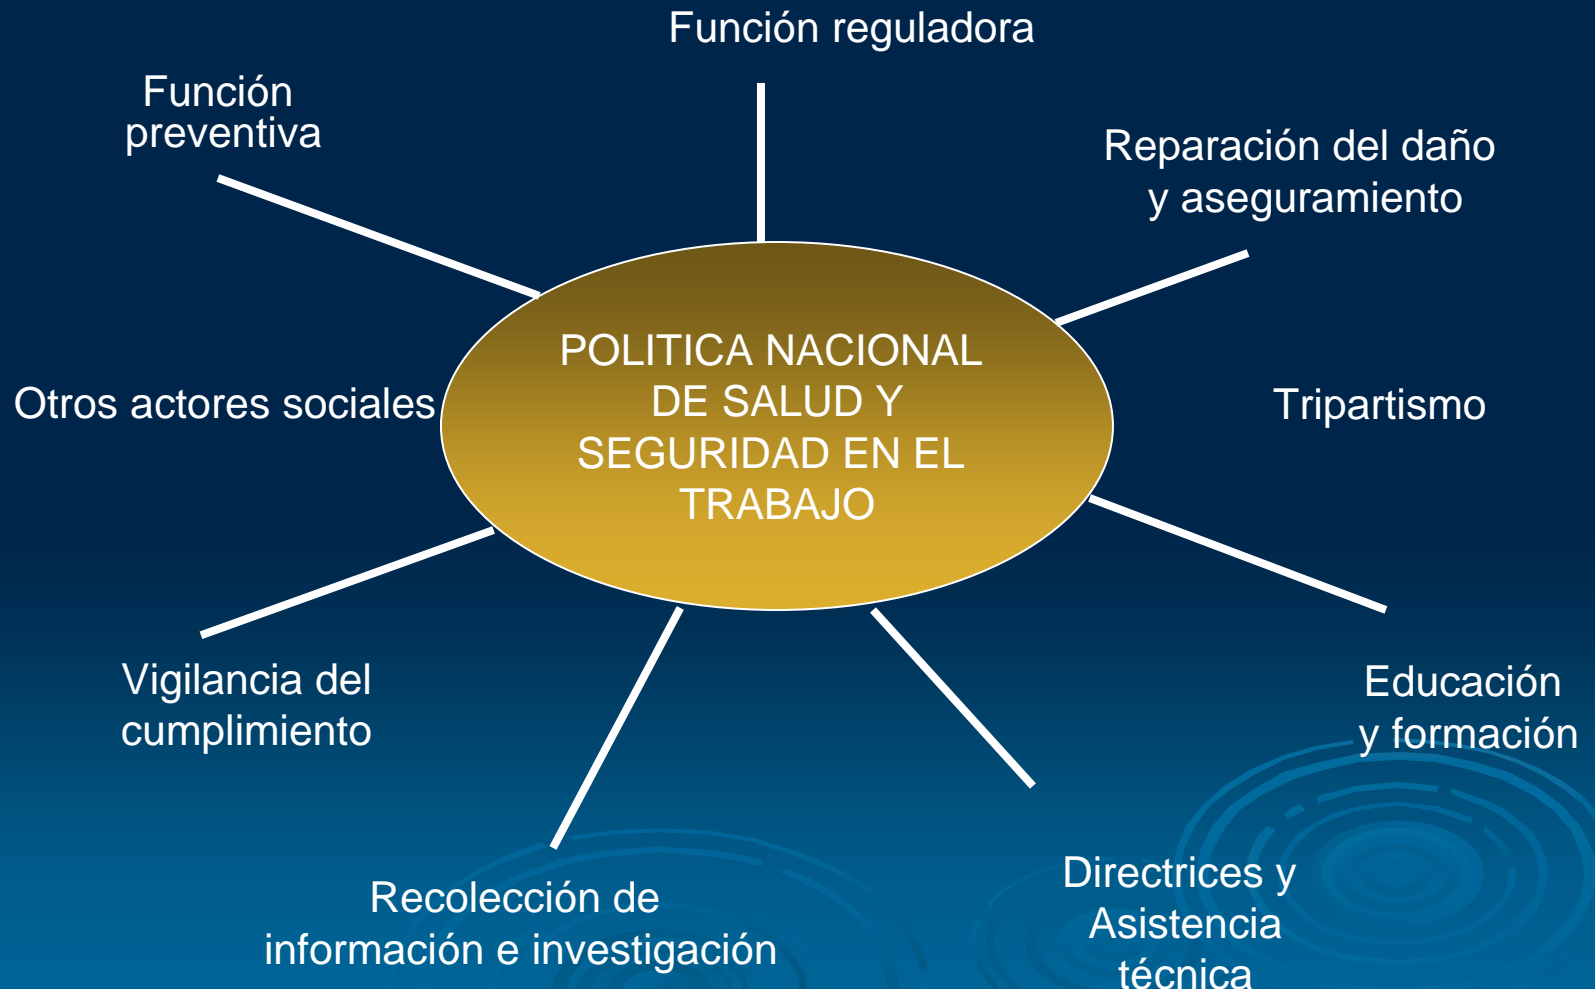 Función reguladora
Función
preventiva
Reparación del daño
y aseguramiento
POLITICA NACIONAL
DE SALUD Y
SEGURIDAD EN EL
TRABAJO
Otros actores sociales
Tripartismo
Vigilancia del
cumplimiento
Educación
y formación
Recolección de
información e investigación
Directrices y
Asistencia
técnica